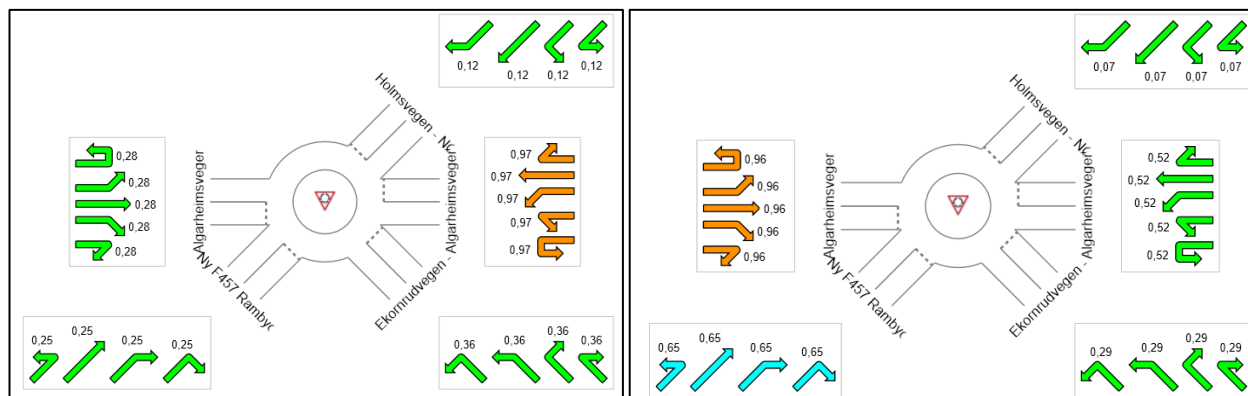 0,12 0,12 0,12 0,12
Holmsvegen - No
0,28
0,28
0,28
0,28
0,28
Algarheimsveger
Algarheimsveger
0,97
0,97
0,97
0,97
0,97
Ny F457 Rambyc
Ekornrudvegen -
0,25 0,25 0,25 0,25
0,36 0,36 0,36 0,36
0,07 0,07 0,07 0,07
Holmsvegen - No
0,96
0,96
0,96
0,96
0,96
Algarheimsveger
Algarheimsveger
0,52
0,52
0,52
0,52
0,52
Ny F457 Rambyc
Ekornrudvegen -
0,65 0,65 0,65 0,65
0,29 0,29 0,29 0,29